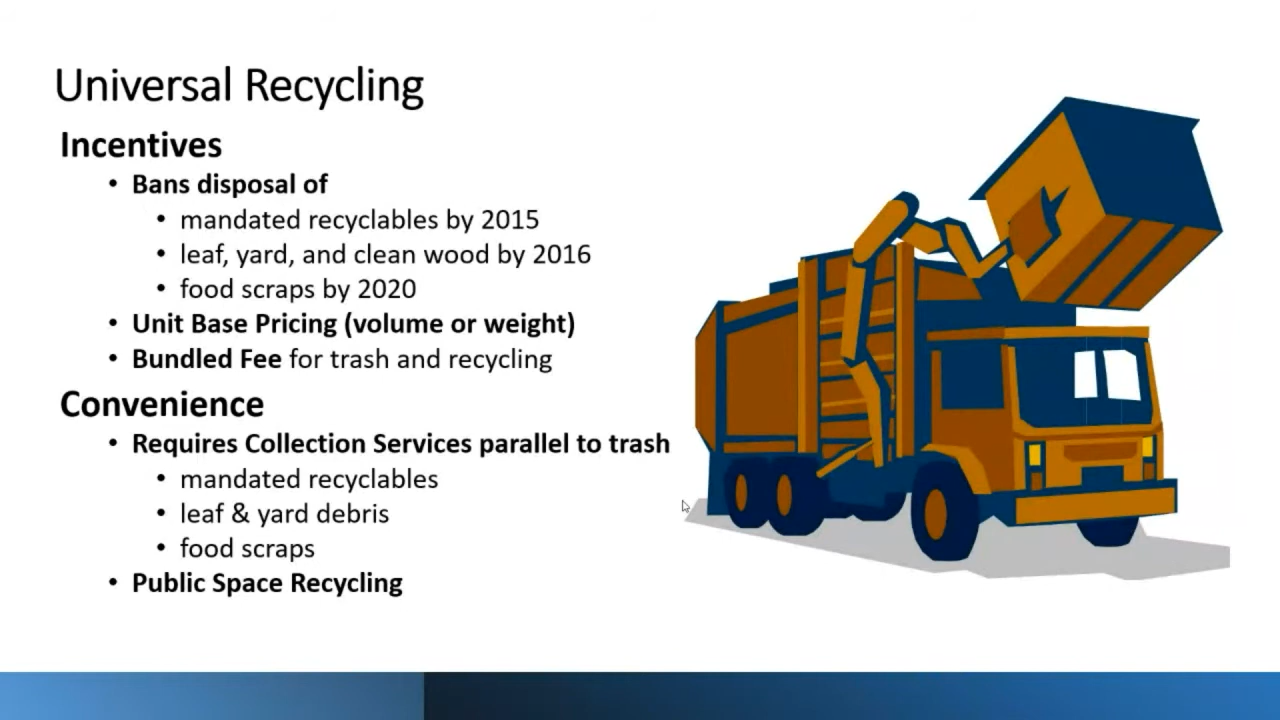 Universal Recycling
Incentives
• Bans disposal of
• mandated recyclables by 2015
• leaf, yard, and clean wood by 2016
• food scraps by 2020
• Unit Base Pricing (volume or weight)
• Bundled Fee for trash and recycling
Convenience
• Requires Collection Services parallel to trash
• mandated recyclables
• leaf & yard debris
• food scraps
• Public Space Recycling